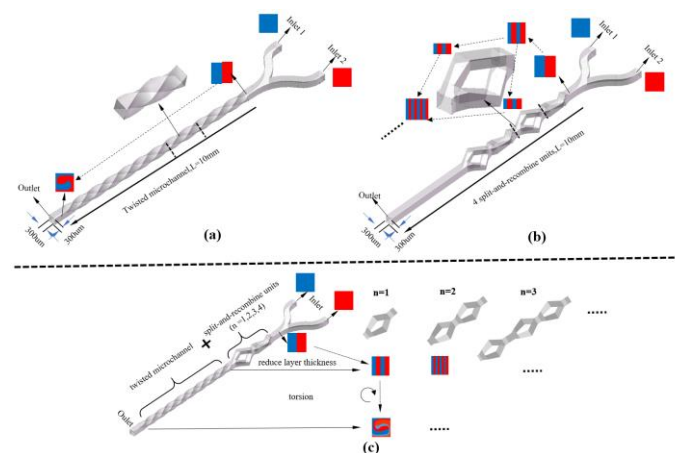 Inlet 1
Inlet 2
Twisted microchannel,L=10mm
Outlet
300um
300um
(a)
Inlet 1
Inlet 2
4 split-and-recombine units,L=10mm
Outlet
300um
300um
(b)
n=1
n=2
n=3
Inlet
split-and-recombine units
(n =1,2,3,4)
twisted microchannel
reduce layer thickness
torsion
Outlet
(c)